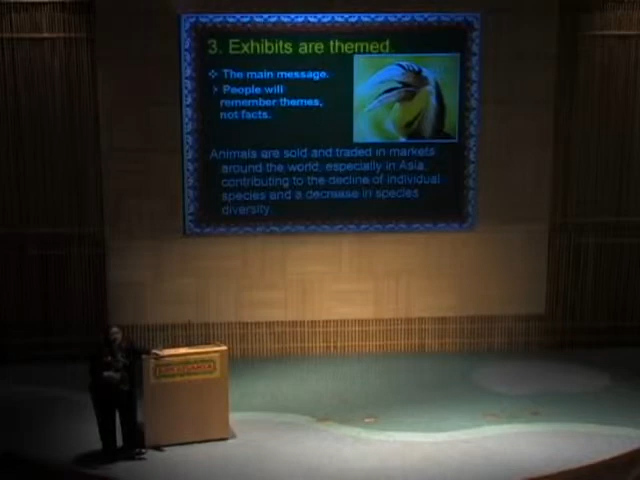 3. Exhibits are themed.
The main message.
People will
remember themes,
not facts.
Animals are sold and traded in markets
around the world, especially in Asia,
contributing to the decline of individual
species and a decrease in species
diversity.